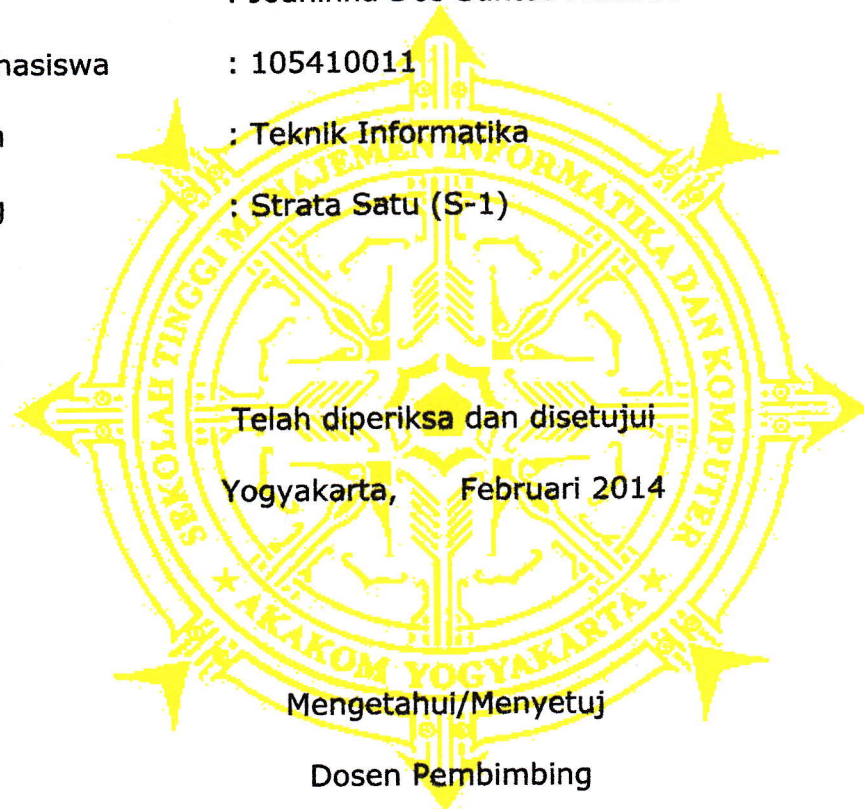 : 105410011
: Teknik Informatika
: Strata Satu (S-1)
Telah diperiksa dan disetujui
Yogyakarta, Februari 2014
Mengetahui/Menyetuj
Dosen Pembimbing
SEKOLAH TINGGI MANAJEMEN INFORMATIKA DAN KOMPUTER
★ AKAKOM YOGYAKARTA ★